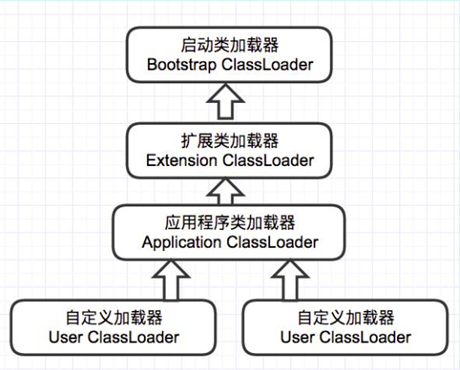 启动类加载器
Bootstrap ClassLoader
扩展类加载器
Extension ClassLoader
应用程序类加载器
Application ClassLoader
自定义加载器
User ClassLoader
自定义加载器
User ClassLoader